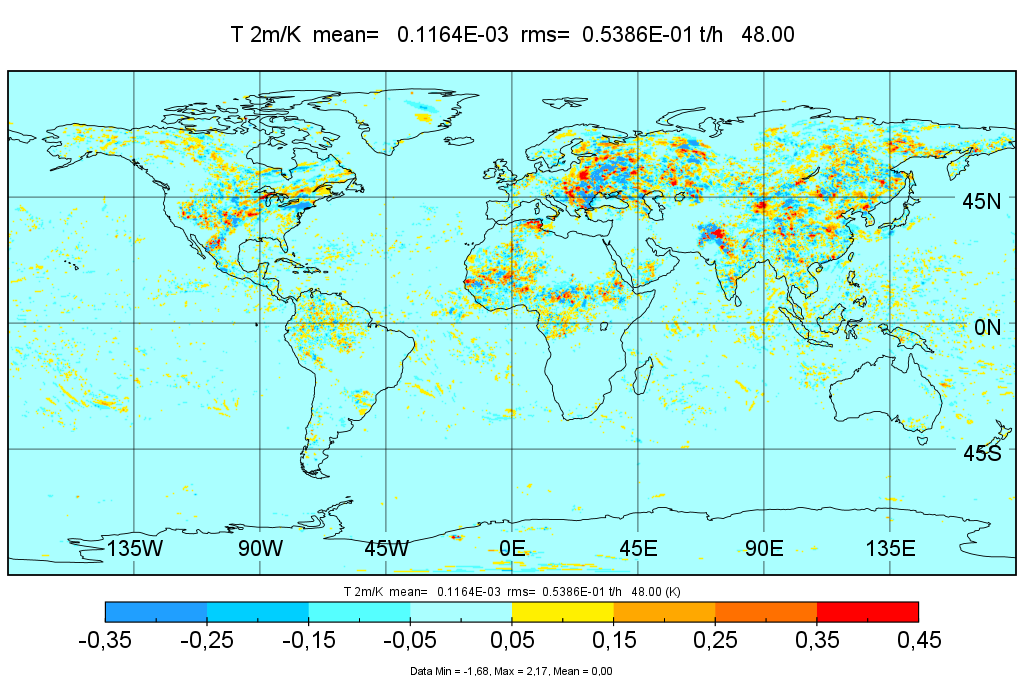 T 2m/K mean= 0.1164E-03 rms= 0.5386E-01 t/h 48.00
45N
0N
45S
135W 90W 45W 0E 45E 90E 135E
T 2m/K mean= 0.1164E-03 rms= 0.5386E-01 t/h 48.00 (K)
-0,35 -0,25 -0,15 -0,05 0,05 0,15 0,25 0,35 0,45
Data Min = -1,68, Max = 2,17, Mean = 0,00